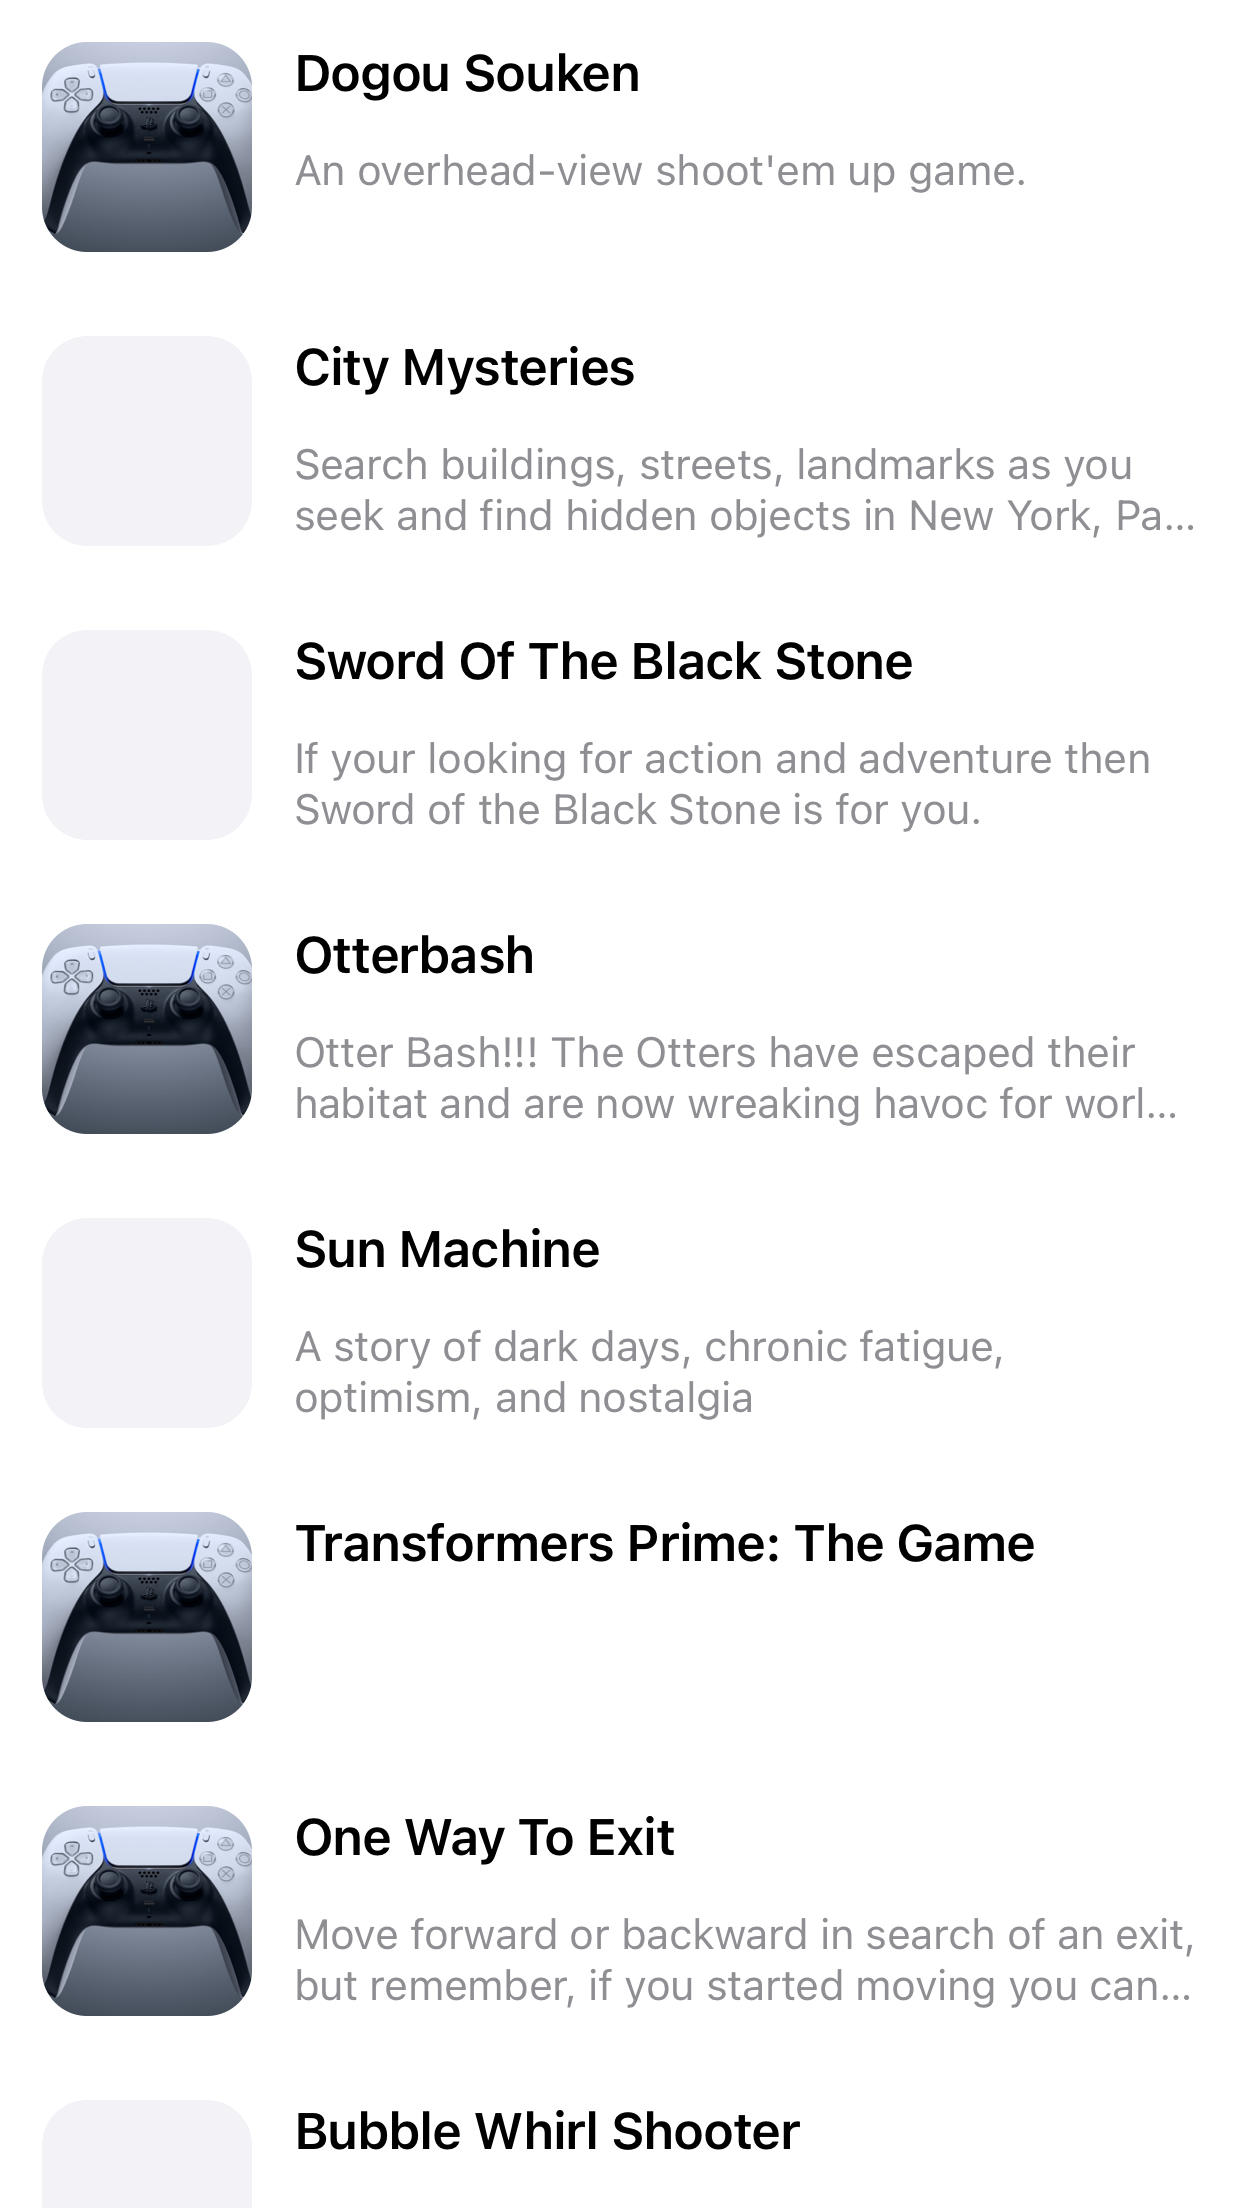 Dogou Souken
An overhead-view shoot'em up game.
City Mysteries
Search buildings, streets, landmarks as you
seek and find hidden objects in New York, Pa...
Sword Of The Black Stone
If your looking for action and adventure then
Sword of the Black Stone is for you.
Otterbash
Otter Bash!!! The Otters have escaped their
habitat and are now wreaking havoc for worl...
Sun Machine
A story of dark days, chronic fatigue,
optimism, and nostalgia
Transformers Prime: The Game
One Way To Exit
Move forward or backward in search of an exit,
but remember, if you started moving you can...
Bubble Whirl Shooter